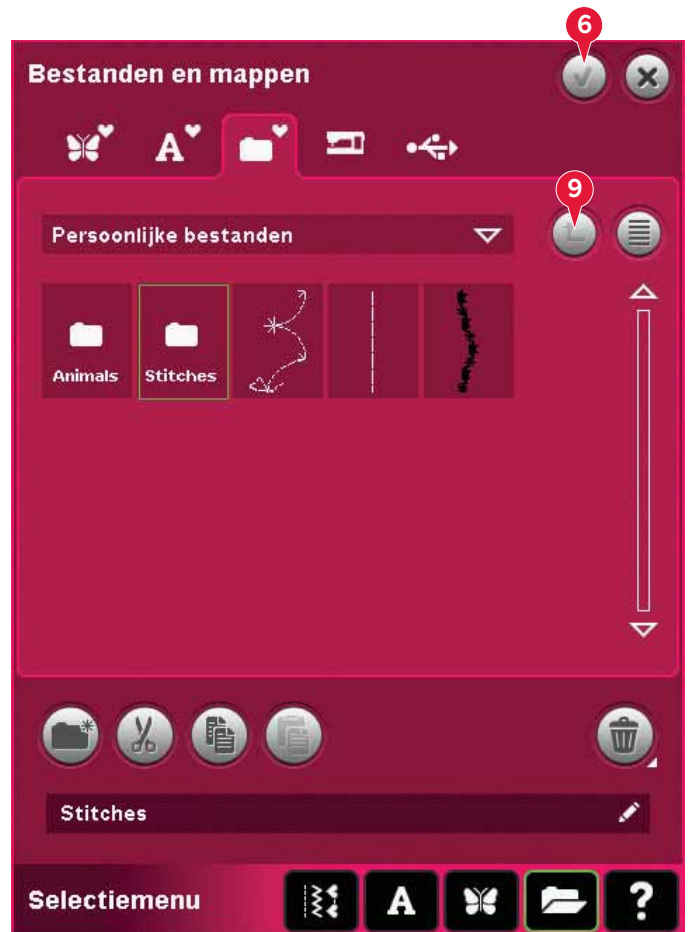 6
Bestanden en mappen
A
9
Persoonlijke bestanden
Animals Stitches
Stitches
Selectiemenu A ?